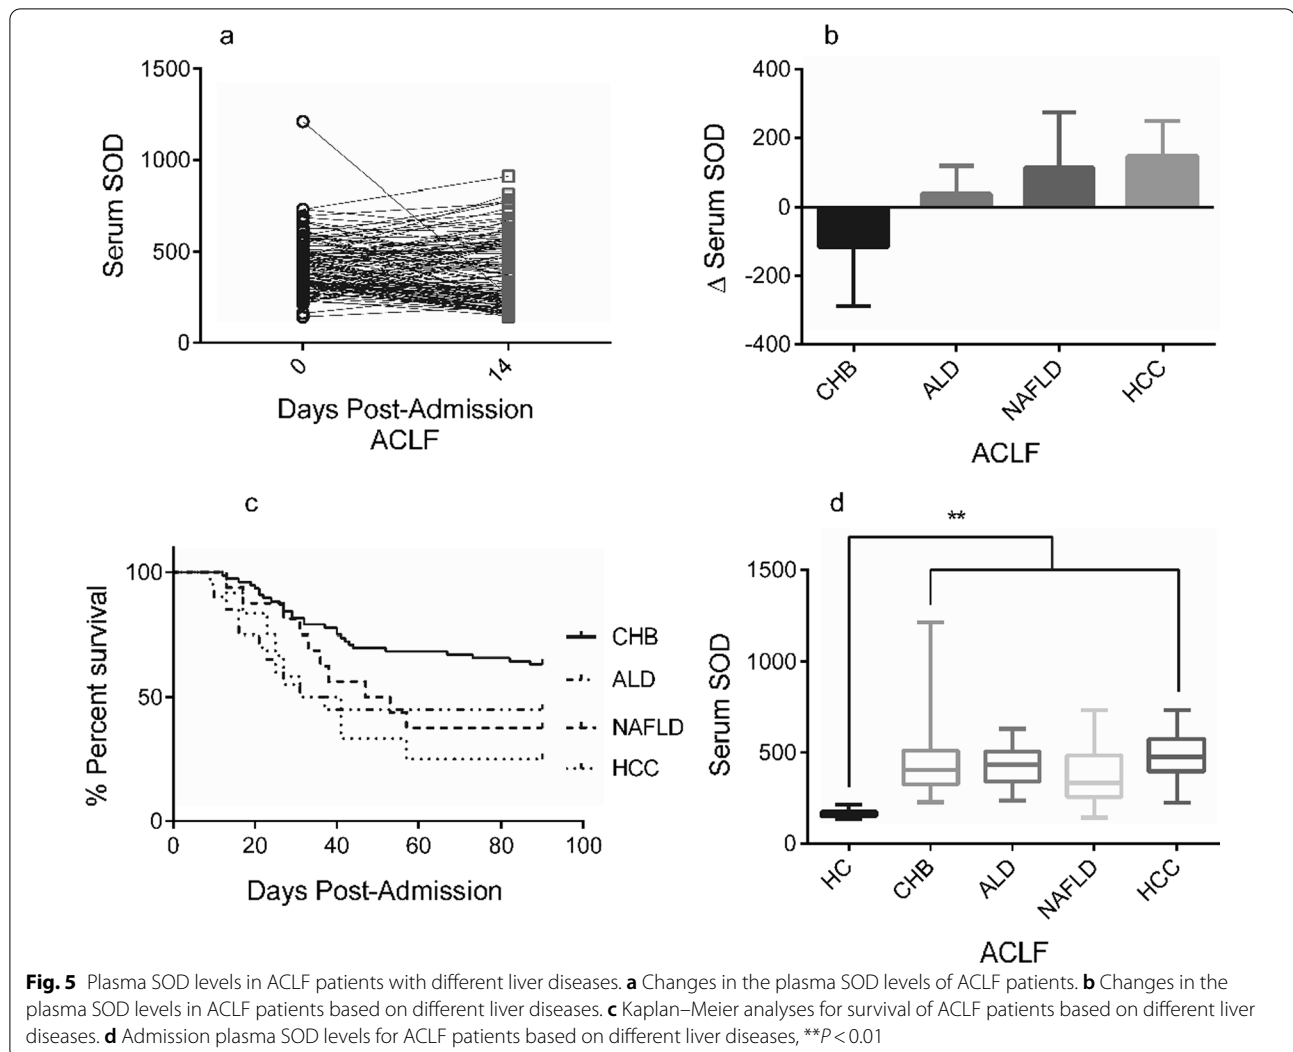 a
1500
1000
500
0
Serum SOD
0
14
Days Post-Admission
ACLF
b
400
200
0
-200
-400
Δ Serum SOD
CHB
ALD
NAFLD
HCC
ACLF
c
100
50
0
% Percent survival
0
20
40
60
80
100
Days Post-Admission
CHB
ALD
NAFLD
HCC
d
**
1500
1000
500
0
Serum SOD
HC
CHB
ALD
NAFLD
HCC
ACLF
Fig. 5 Plasma SOD levels in ACLF patients with different liver diseases. a Changes in the plasma SOD levels of ACLF patients. b Changes in the
plasma SOD levels in ACLF patients based on different liver diseases. c Kaplan–Meier analyses for survival of ACLF patients based on different liver
diseases. d Admission plasma SOD levels for ACLF patients based on different liver diseases, **P < 0.01